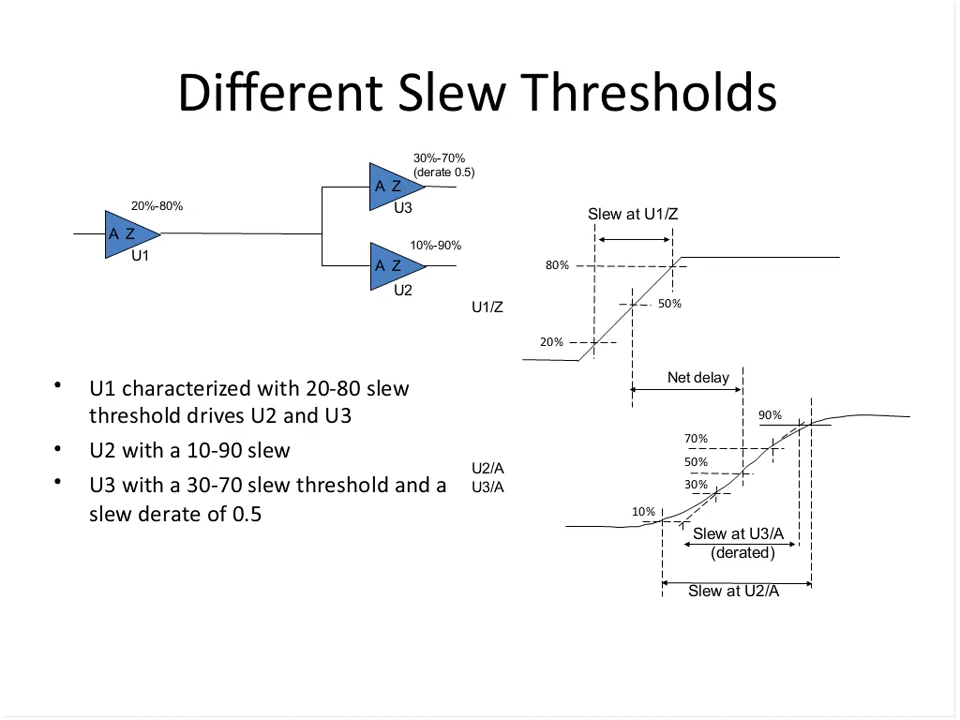 Different Slew Thresholds
30%-70%
(derate 0.5)
A Z
U3
20%-80%
A Z
U1
10%-90%
A Z
U2
Slew at U1/Z
80%
U1/Z
50%
20%
Net delay
90%
70%
50%
30%
10%
U2/A
U3/A
Slew at U3/A
(derated)
Slew at U2/A
• U1 characterized with 20-80 slew
threshold drives U2 and U3
• U2 with a 10-90 slew
• U3 with a 30-70 slew threshold and a
slew derate of 0.5